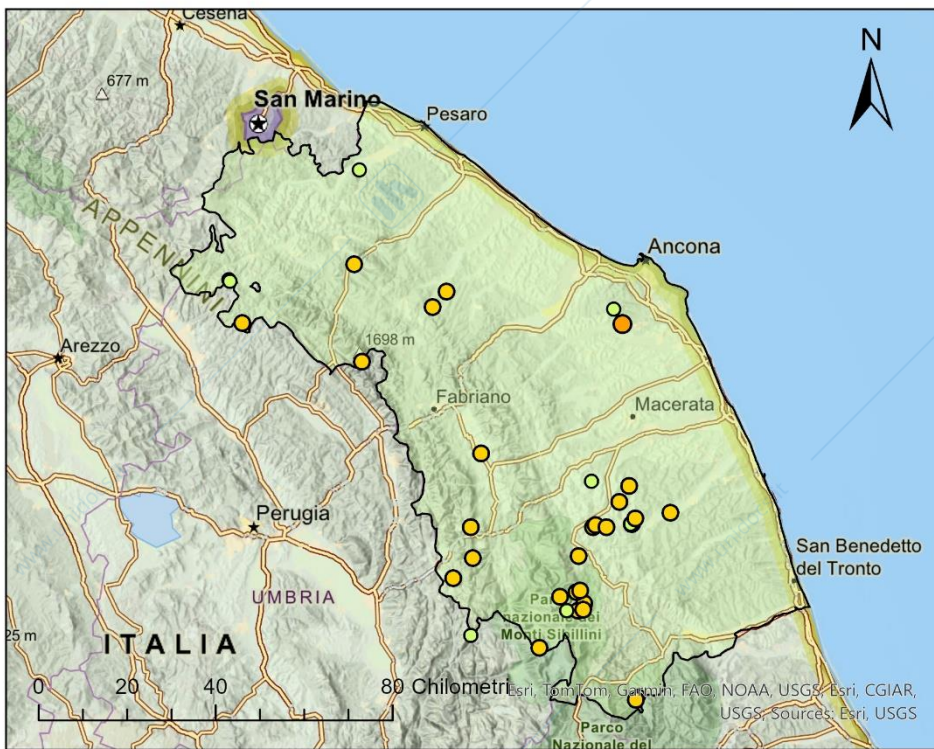 Cesena
N
677 m
San Marino
Pesaro
APPENNINI
Ancona
1698 m
Arezzo
Fabriano
Macerata
Perugia
San Benedetto
del Tronto
UMBRIA
nazionale dei
Monti Sibillini
25 m
ITALIA
0 20 40 80 Chilometri
Esri, TomTom, Garmin, FAO, NOAA, USGS, Esri, CGIAR,
USGS, Sources: Esri, USGS
Parco
Nazionale del